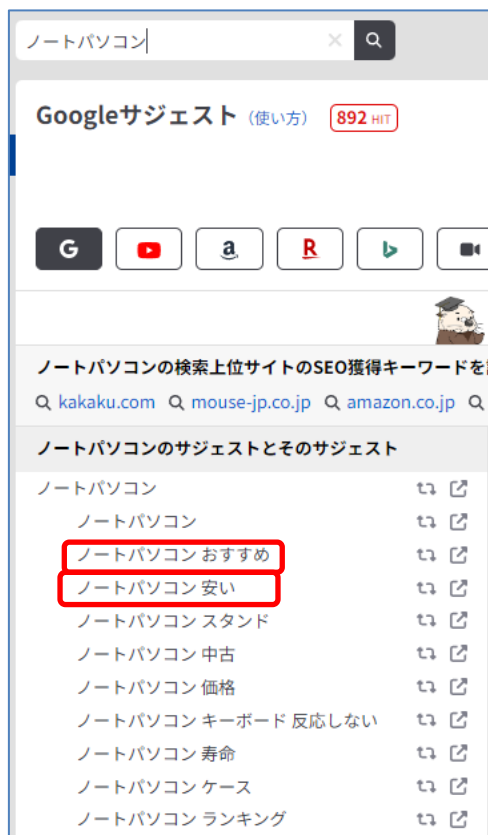 ノートパソコン
Googleサジェスト (使い方) 892 HIT
G a R
ノートパソコンの検索上位サイトのSEO獲得キーワードを
kakaku.com mouse-jp.co.jp amazon.co.jp
ノートパソコンのサジェストとそのサジェスト
ノートパソコン
ノートパソコン
ノートパソコン おすすめ
ノートパソコン 安い
ノートパソコン スタンド
ノートパソコン 中古
ノートパソコン 価格
ノートパソコン キーボード 反応しない
ノートパソコン 寿命
ノートパソコン ケース
ノートパソコン ランキング